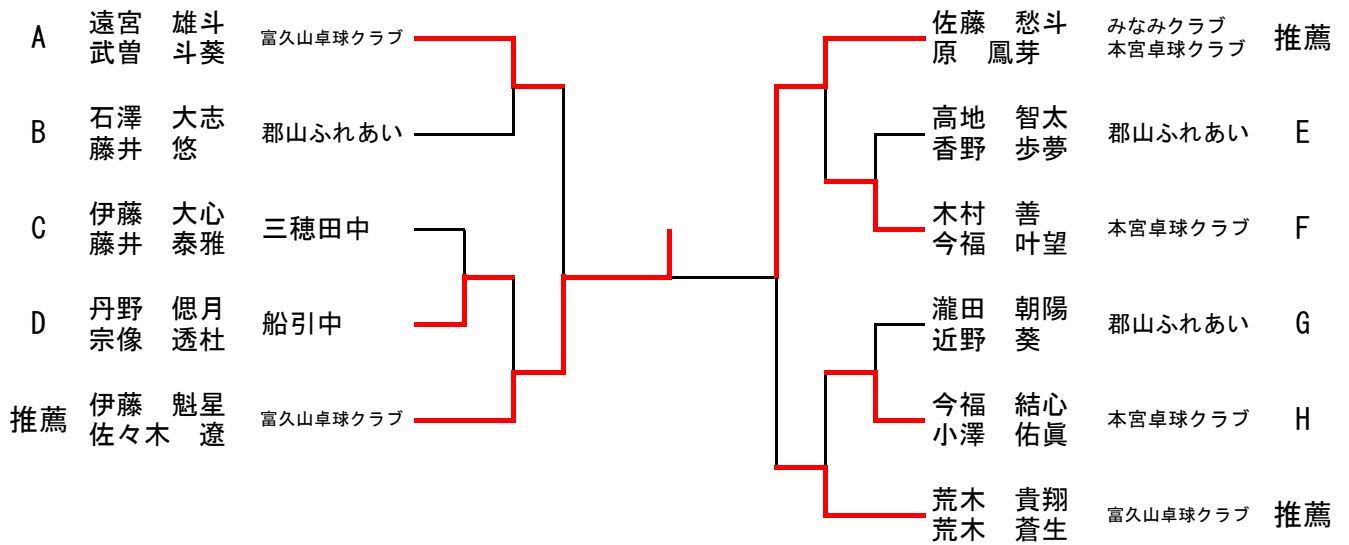 A 遠宮 雄斗 富久山卓球クラブ
武曽 斗葵
B 石澤 大志 郡山ふれあい
藤井 悠
C 伊藤 大心 三穂田中
藤井 泰雅
D 丹野 偲月 船引中
宗像 透杜
推薦 伊藤 魁星 富久山卓球クラブ
佐々木 遼
佐藤 愁斗 みなみクラブ 推薦
原 鳳芽 本宮卓球クラブ
高地 智太 郡山ふれあい E
香野 歩夢
木村 善 本宮卓球クラブ F
今福 叶望
瀧田 朝陽 郡山ふれあい G
近野 葵
今福 結心 本宮卓球クラブ H
小澤 佑眞
荒木 貴翔 富久山卓球クラブ 推薦
荒木 蒼生